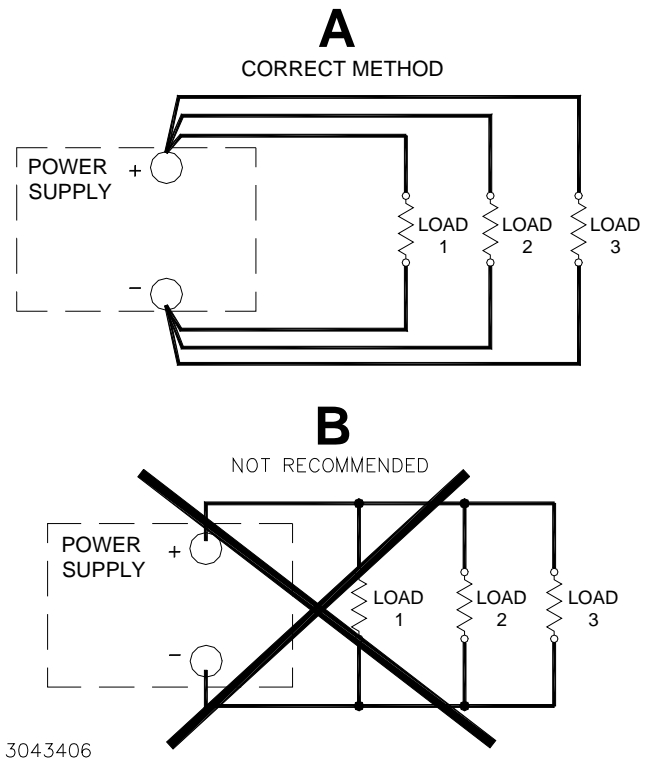 A
CORRECT METHOD
POWER
SUPPLY
+
−
LOAD
1
LOAD
2
LOAD
3
B
NOT RECOMMENDED
POWER
SUPPLY
+
−
LOAD
1
LOAD
2
LOAD
3
3043406